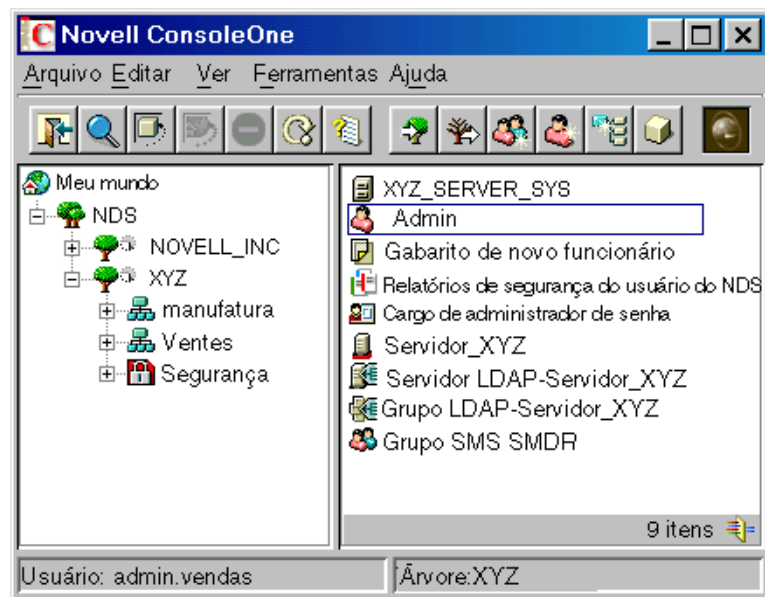 Novell ConsoleOne
Arquivo Editar Ver Ferramentas Ajuda
Meu mundo
NDS
NOVELL_INC
XYZ
manufatura
Ventes
Segurança
XYZ_SERVER_SYS
Admin
Gabarito de novo funcionário
Relatórios de segurança do usuário do NDS
Cargo de administrador de senha
Servidor_XYZ
Servidor LDAP-Servidor_XYZ
Grupo LDAP-Servidor_XYZ
Grupo SMS SMDR
9 itens
Usuário: admin.vendas
Árvore:XYZ